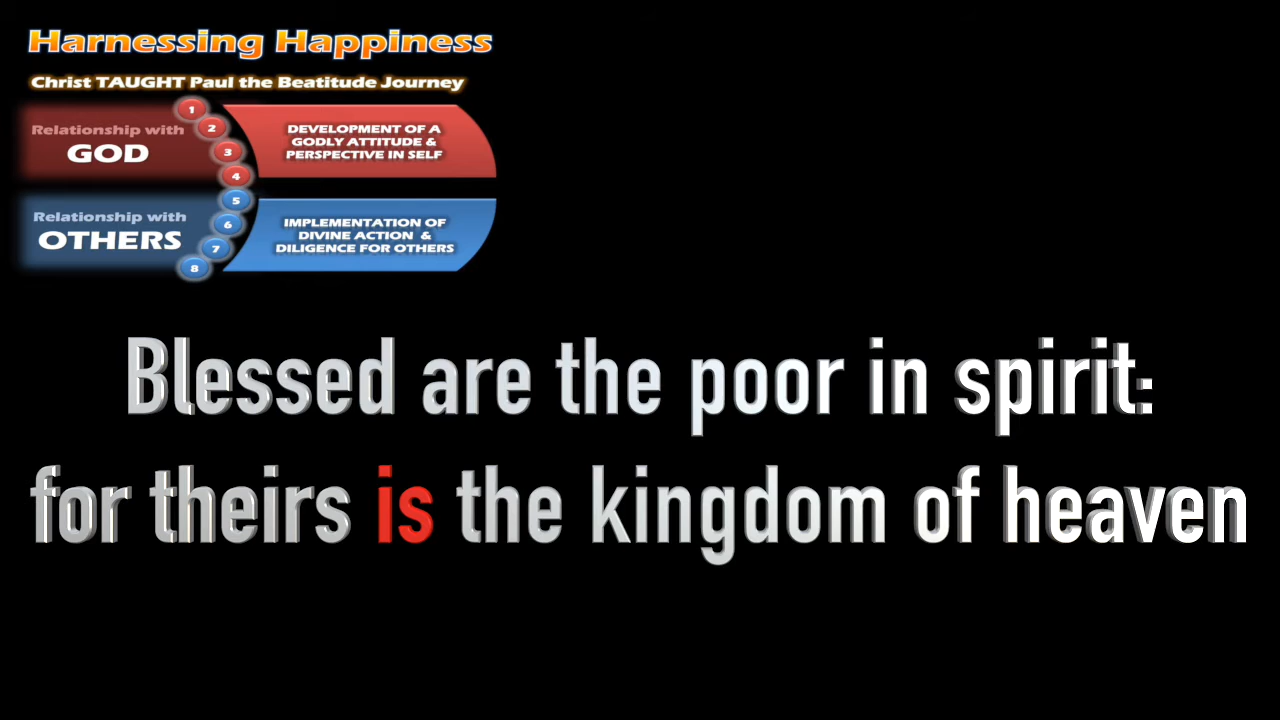 Harnessing Happiness
Christ TAUGHT Paul the Beatitude Journey
1
Relationship with
GOD
2
3
4
DEVELOPMENT OF A
GODLY ATTITUDE &
PERSPECTIVE IN SELF
5
Relationship with
OTHERS
6
7
8
IMPLEMENTATION OF
DIVINE ACTION &
DILIGENCE FOR OTHERS
Blessed are the poor in spirit:
for theirs is the kingdom of heaven